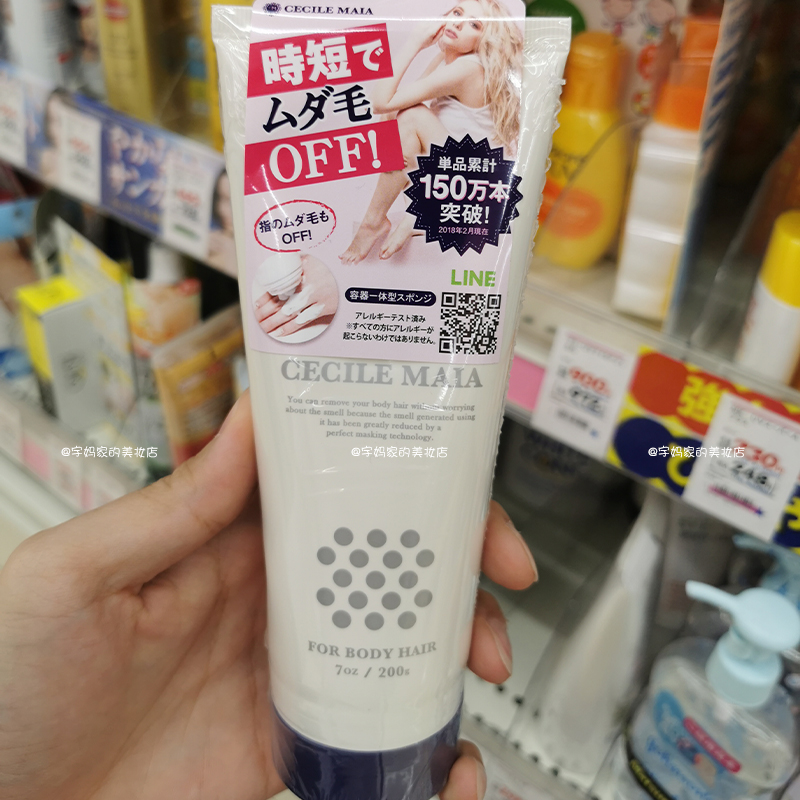 CECILE MAIA
時短で
ムダ毛
OFF!
単品累計
150万本
突破!
2018年2月現在
指のムダ毛も
OFF!
LINE
容器一体型スポンジ
アレルギーテスト済み
※すべての方にアレルギーが
起こらないわけではありません。
CECILE MAIA
You can remove your body hair without worrying
about the smell because the smell generated using
it has been greatly reduced by a
perfect masking technology.
@宇妈家的美妆店
@宇妈家的美妆店
@宇妈家的美妆店
FOR BODY HAIR
7oz / 200g
900
972
強
248